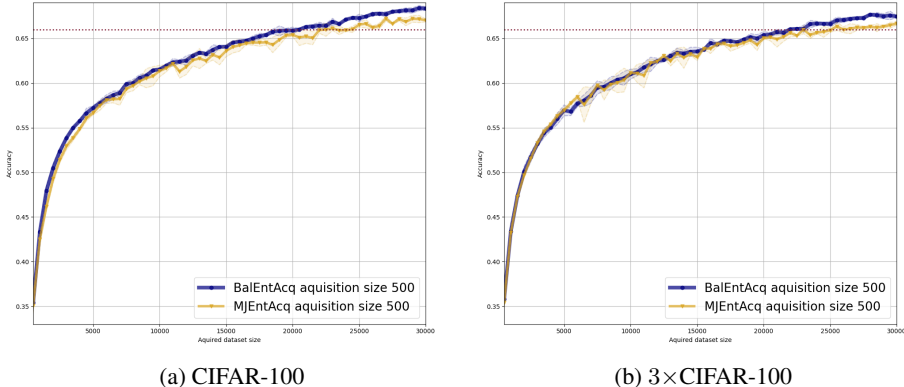 0.65
0.60
0.55
0.50
0.45
0.40
0.35
Accuracy
5000 10000 15000 20000 25000 30000
Aquired dataset size
BalEntAcq aquisition size 500
MJEntAcq aquisition size 500
(a) CIFAR-100
0.65
0.60
0.55
0.50
0.45
0.40
0.35
Accuracy
5000 10000 15000 20000 25000 30000
Aquired dataset size
BalEntAcq aquisition size 500
MJEntAcq aquisition size 500
(b) 3×CIFAR-100